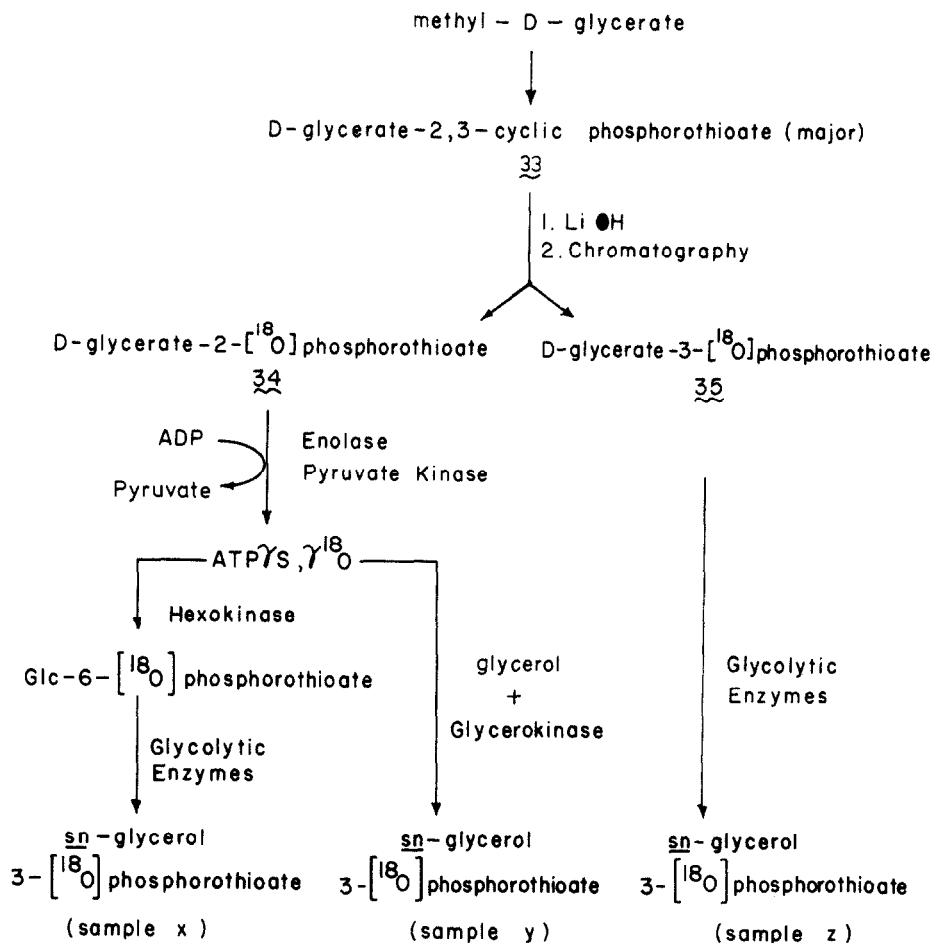 methyl - D - glycerate
D-glycerate-2,3-cyclic phosphorothioate (major)
33
1. Li ●H
2. Chromatography
D-glycerate-2-[18O]phosphorothioate
34
D-glycerate-3-[18O]phosphorothioate
35
ADP
Pyruvate
Enolase
Pyruvate Kinase
ATPγS, γ18O
Hexokinase
Glc-6-[18O] phosphorothioate
glycerol
+
Glycerokinase
Glycolytic
Enzymes
Glycolytic
Enzymes
sn-glycerol
3-[18O] phosphorothioate
(sample x)
sn-glycerol
3-[18O] phosphorothioate
(sample y)
sn-glycerol
3-[18O] phosphorothioate
(sample z)